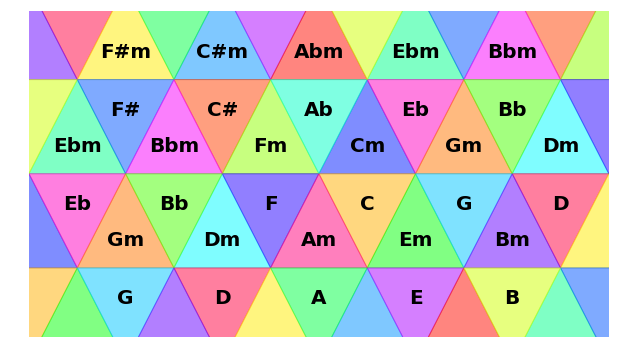 F#m C#m Abm Ebm Bbm
F# C# Ab Eb Bb
Ebm Bbm Fm Cm Gm Dm
Eb Bb F C G D
Gm Dm Am Em Bm
G D A E B